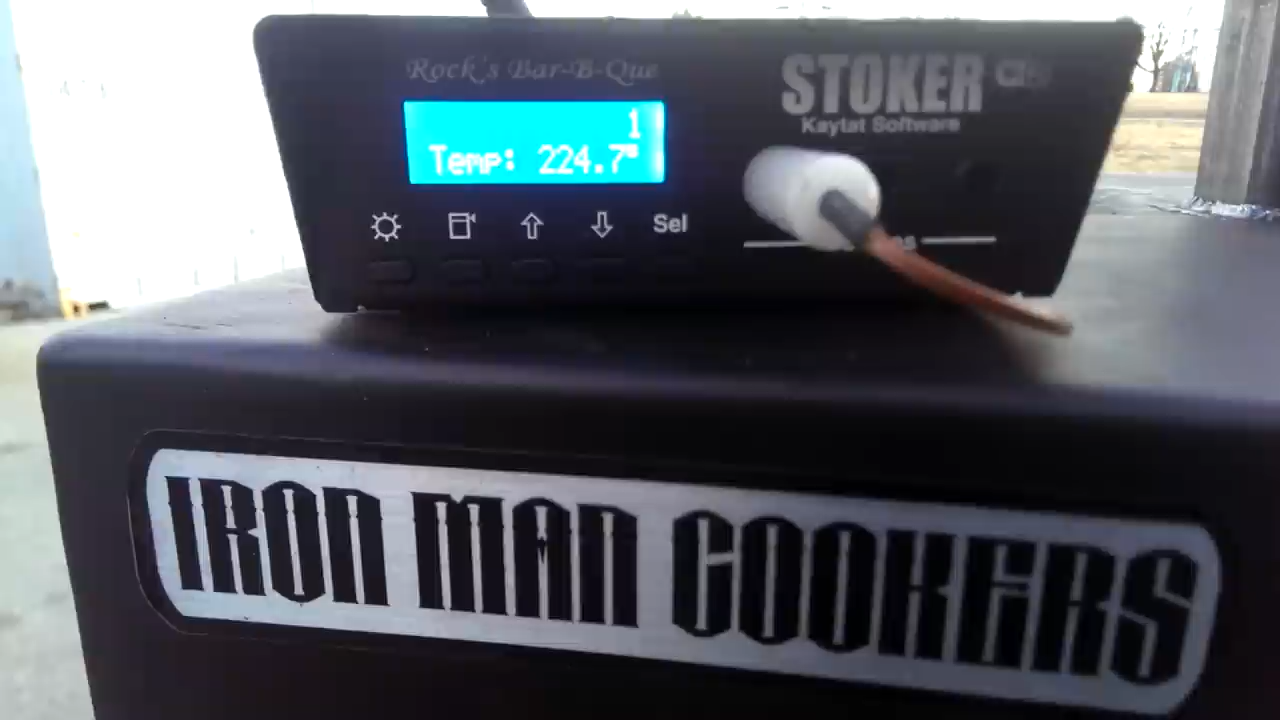 Rock's Bar-B-Que
STOKER
Kaytat Software
1
Temp: 224.7°
Sel
IRON MAN COOKERS